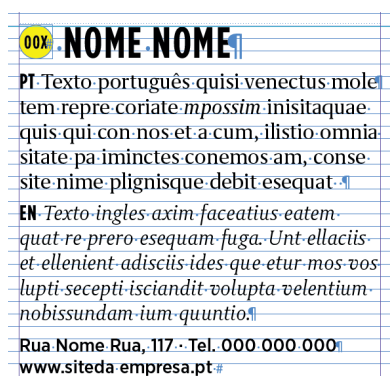 00X NOME NOME
PT Texto português quisi venectus mole
tem repre coriate mpossim inisitaquae
quis qui con nos et a cum, ilistio omnia
sitate pa iminctes conemos am, conse
site nime plignisque debit esequat
EN Texto ingles axim faceatius eatem
quat re prero esequam fuga. Unt ellaciis
et ellenient adisciis ides que etur mos vos
lupti secepti isciandit volupta velentium
nobissundam ium quuntio.
Rua Nome Rua, 117 · Tel. 000 000 000
www.siteda empresa.pt